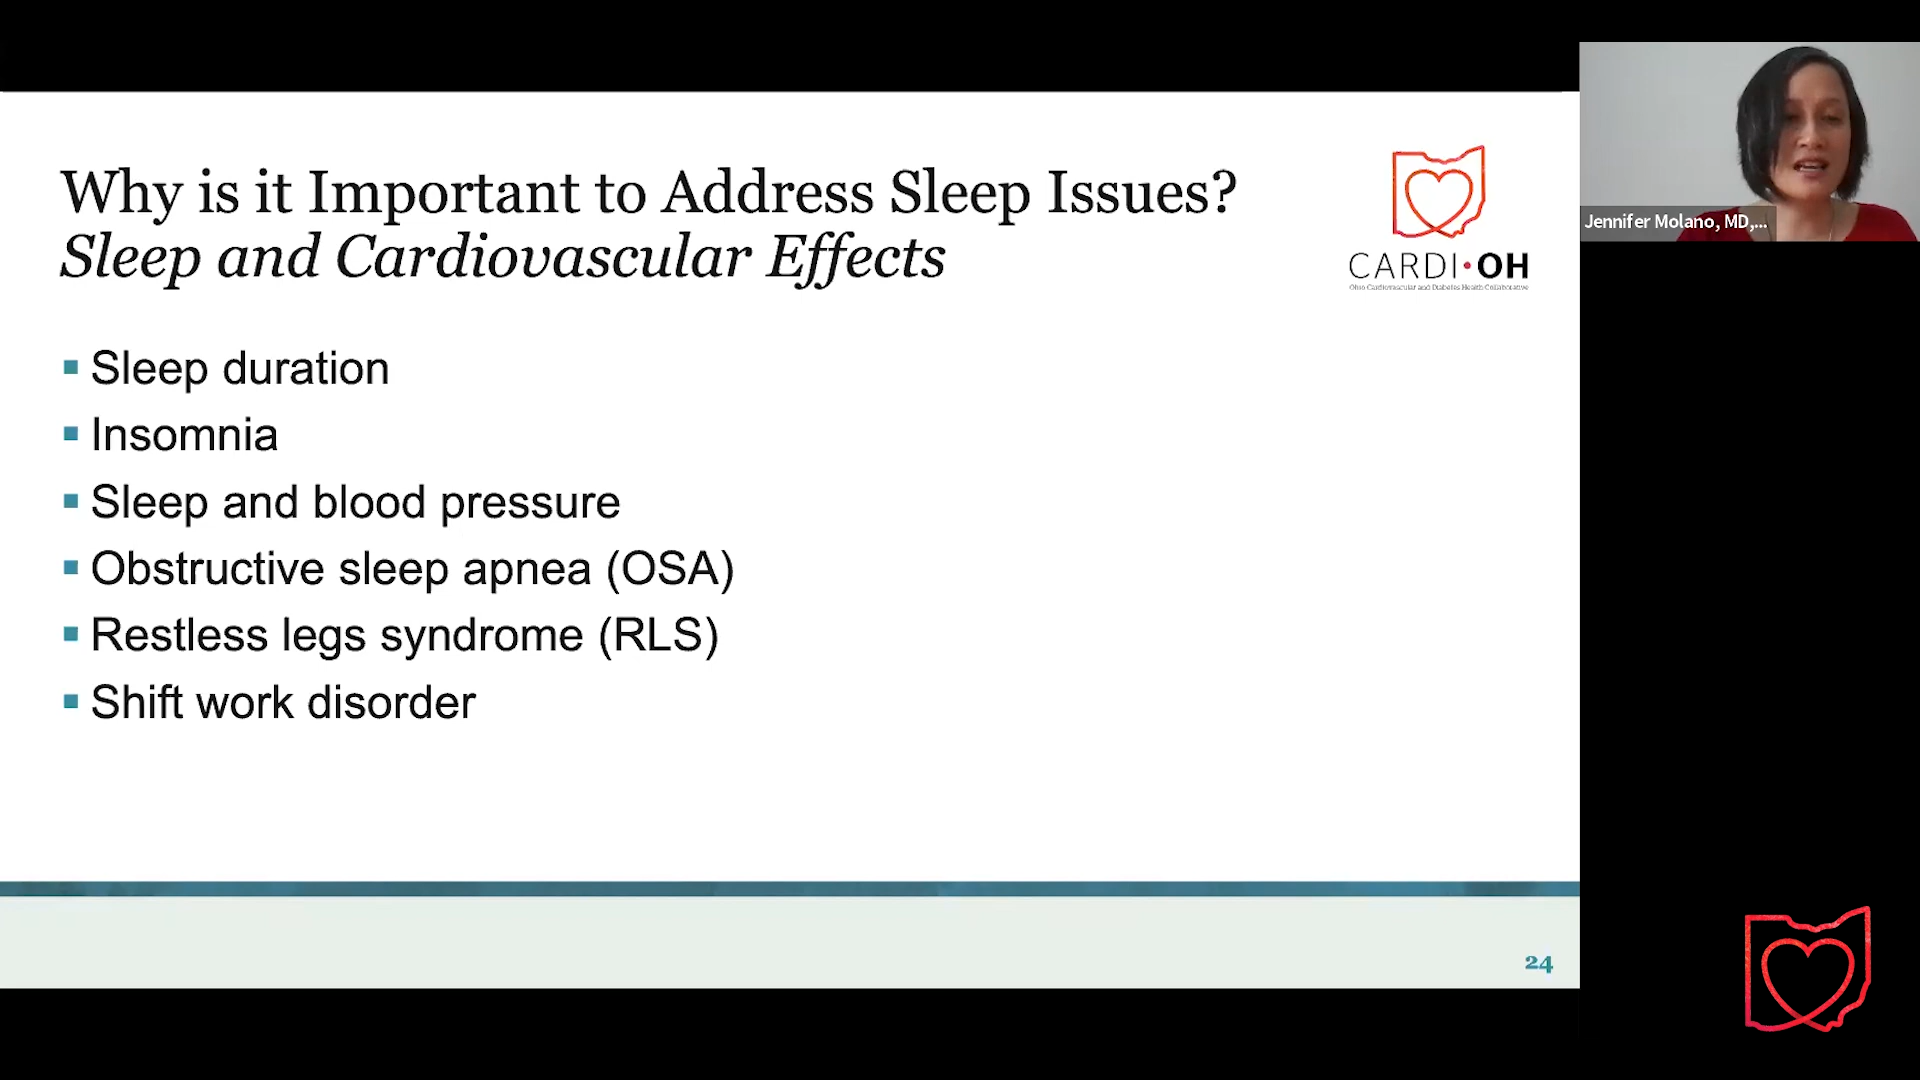 Why is it Important to Address Sleep Issues?
Sleep and Cardiovascular Effects
CARDI•OH
Ohio Cardiovascular and Diabetes Health Collaborative
▪ Sleep duration
▪ Insomnia
▪ Sleep and blood pressure
▪ Obstructive sleep apnea (OSA)
▪ Restless legs syndrome (RLS)
▪ Shift work disorder
24
Jennifer Molano, MD,...